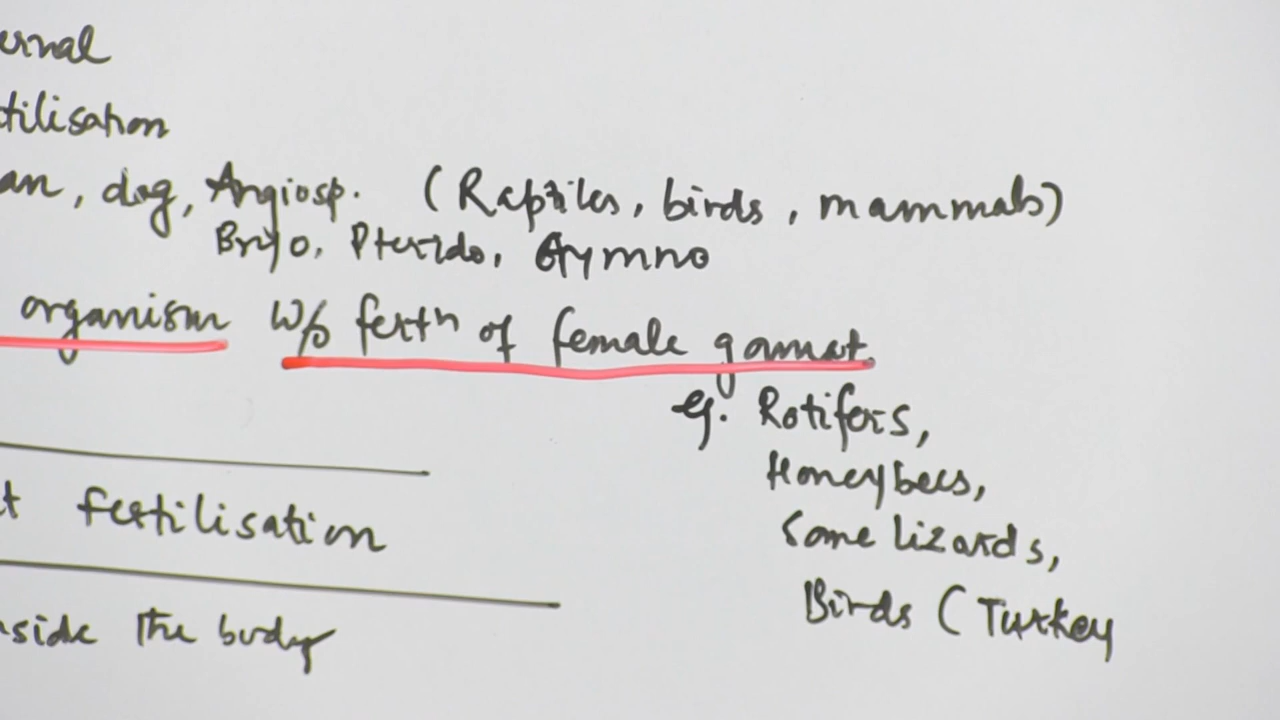 ernal
tilisation
an, dog, Angiosp. (Reptiles, birds, mammals)
Bryo, Pterido, Gymno
organism w/o fertn of female gamet.
eg. Rotifers,
Honeybees,
Some lizards,
t fertilisation
Birds (Turkey
nside the body